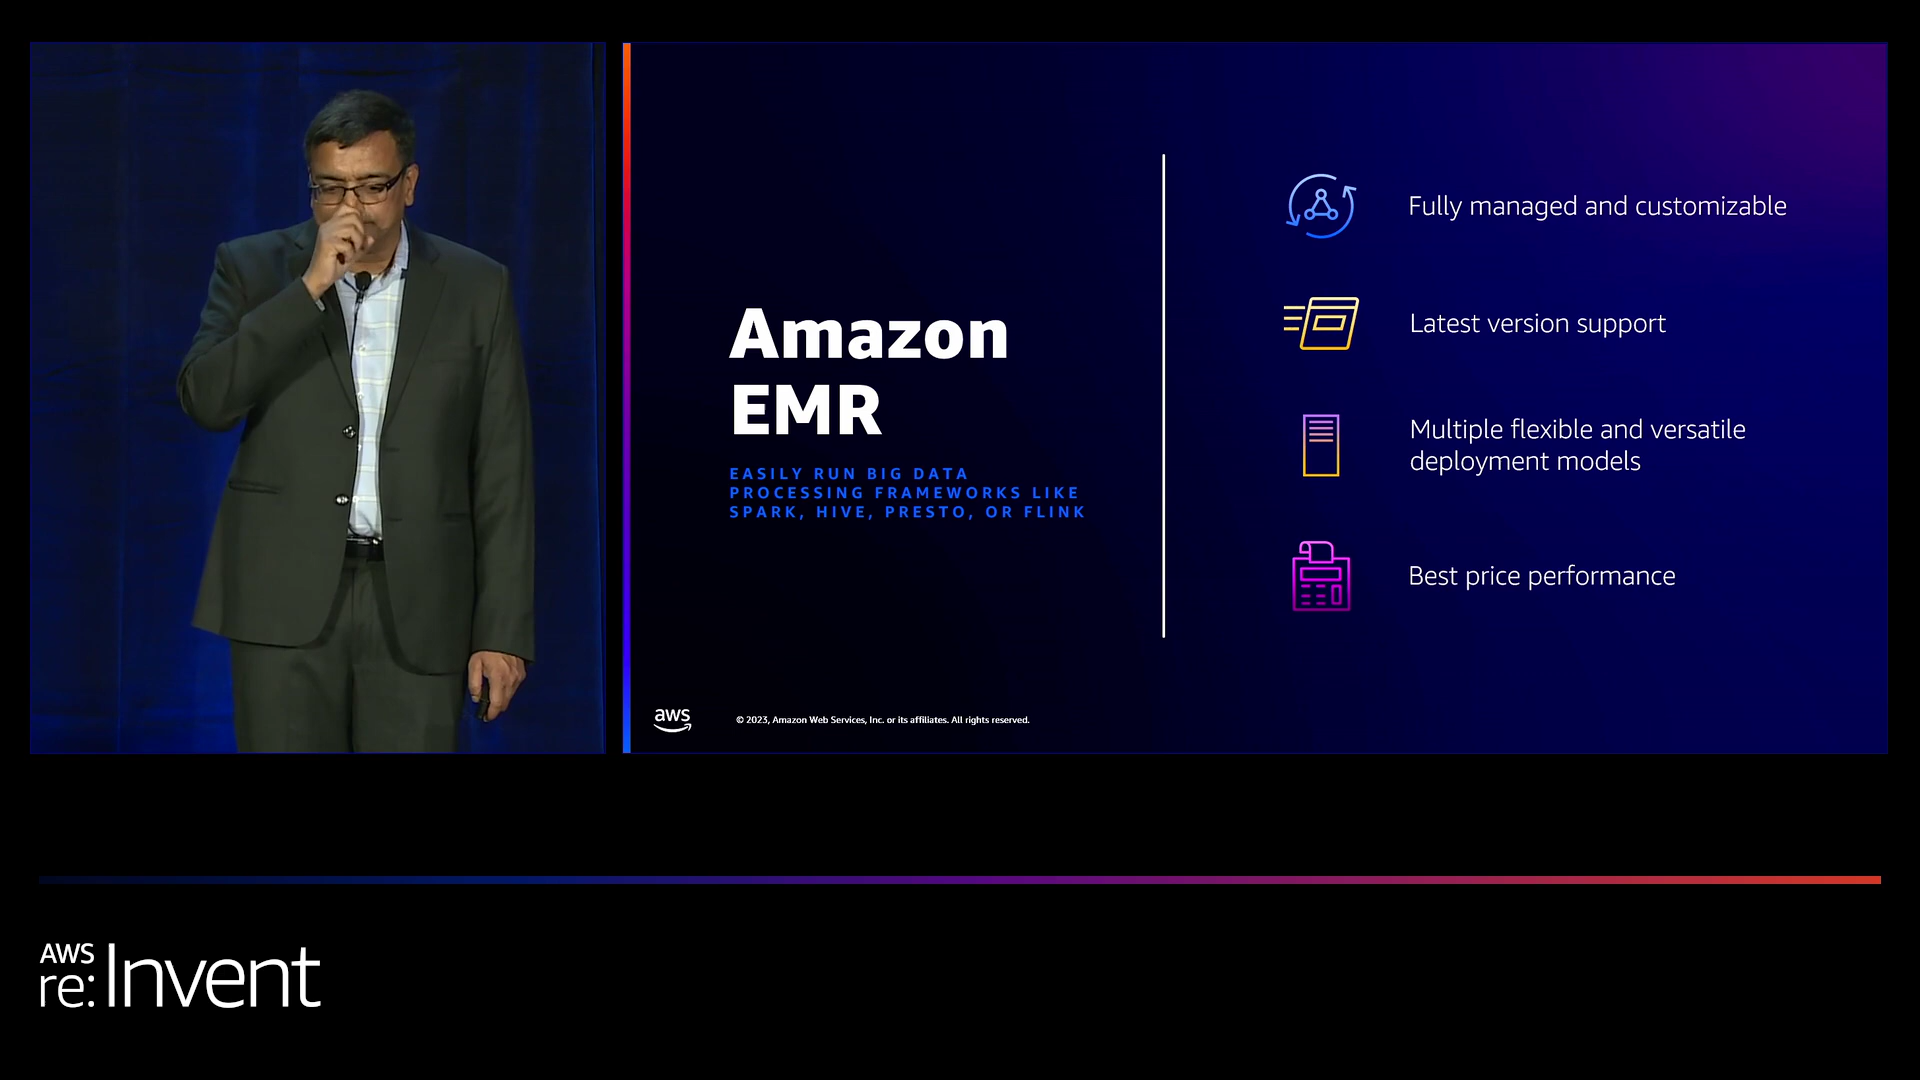 Amazon
EMR
EASILY RUN BIG DATA
PROCESSING FRAMEWORKS LIKE
SPARK, HIVE, PRESTO, OR FLINK
Fully managed and customizable
Latest version support
Multiple flexible and versatile
deployment models
Best price performance
aws
© 2023, Amazon Web Services, Inc. or its affiliates. All rights reserved.
AWS
re:Invent